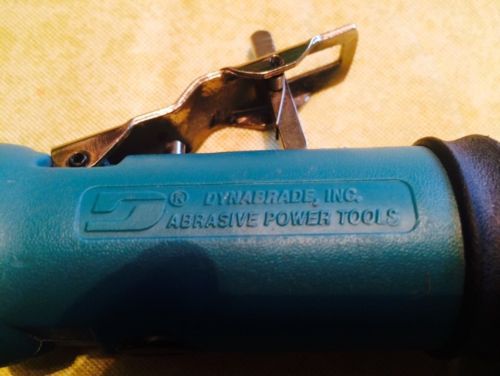 ® DYNABRADE, INC.
ABRASIVE POWER TOOLS